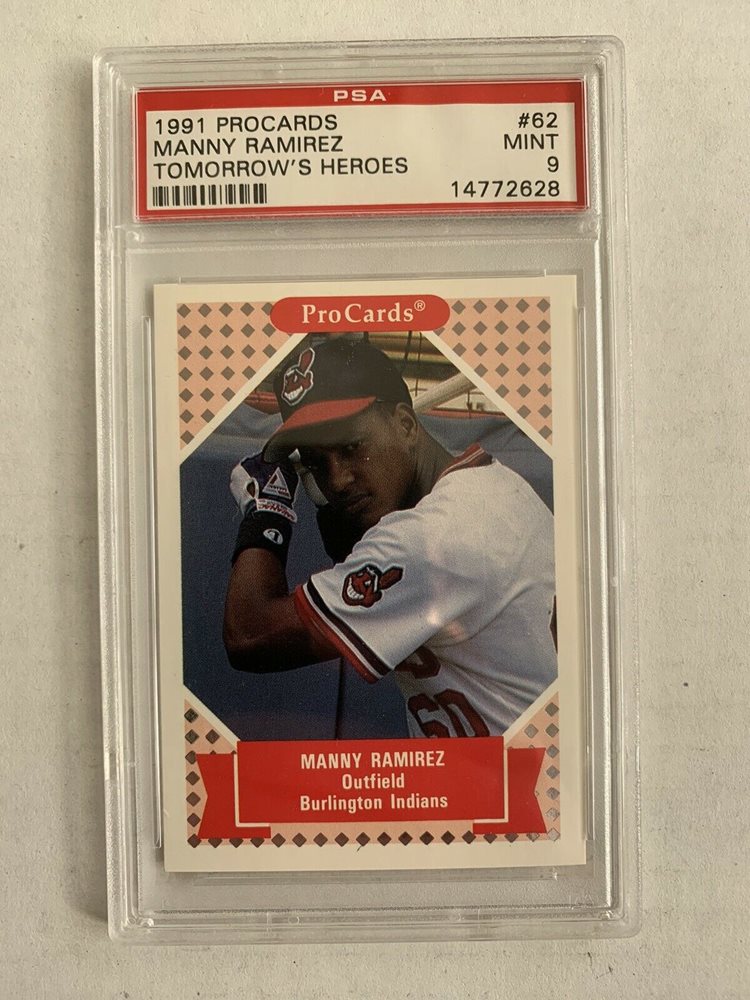 PSA
1991 PROCARDS #62
MANNY RAMIREZ MINT
TOMORROW'S HEROES 9
14772628
ProCards®
MANNY RAMIREZ
Outfield
Burlington Indians